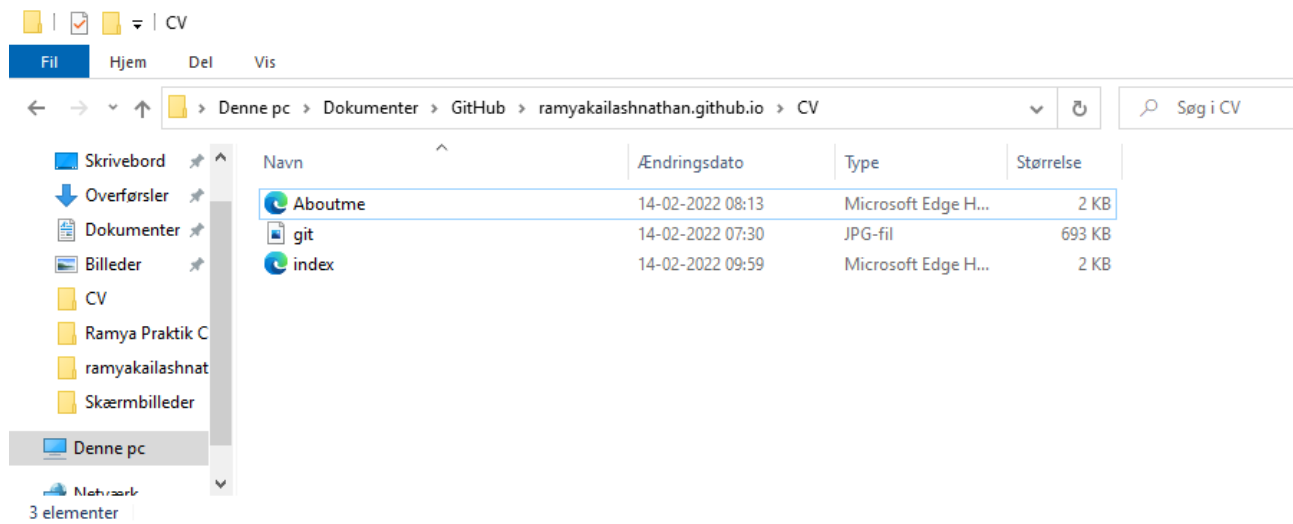 CV
Fil Hjem Del Vis
Denne pc > Dokumenter > GitHub > ramyakailashnathan.github.io > CV Søg i CV
Skrivebord
Overførsler
Dokumenter
Billeder
CV
Ramya Praktik C
ramyakailashnat
Skærmbilleder
Denne pc
Netværk
Navn Ændringsdato Type Størrelse
Aboutme 14-02-2022 08:13 Microsoft Edge H... 2 KB
git 14-02-2022 07:30 JPG-fil 693 KB
index 14-02-2022 09:59 Microsoft Edge H... 2 KB
3 elementer